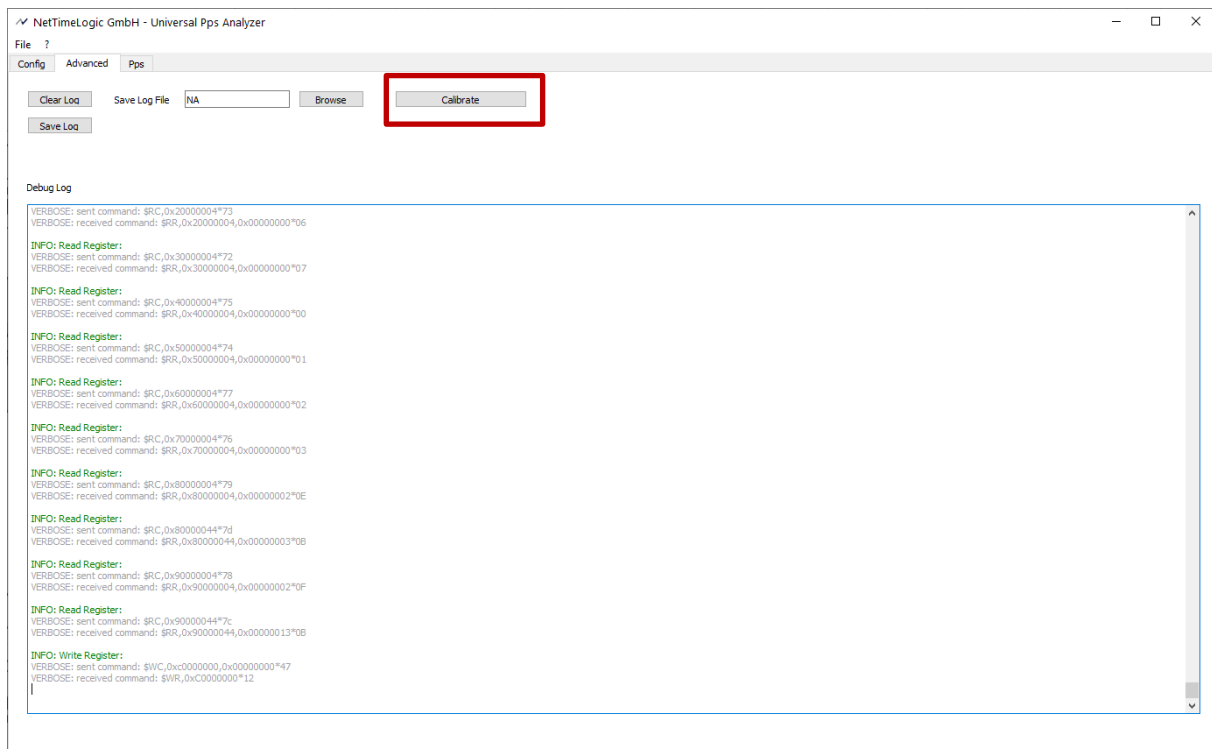 NetTimeLogic GmbH - Universal Pps Analyzer
File ?
Config Advanced Pps
Clear Log Save Log File NA Browse Calibrate
Save Log
Debug Log
VERBOSE: sent command: $RC,0x20000004*73
VERBOSE: received command: $RR,0x20000004,0x00000000*06
INFO: Read Register:
VERBOSE: sent command: $RC,0x30000004*72
VERBOSE: received command: $RR,0x30000004,0x00000000*07
INFO: Read Register:
VERBOSE: sent command: $RC,0x40000004*75
VERBOSE: received command: $RR,0x40000004,0x00000000*00
INFO: Read Register:
VERBOSE: sent command: $RC,0x50000004*74
VERBOSE: received command: $RR,0x50000004,0x00000000*01
INFO: Read Register:
VERBOSE: sent command: $RC,0x60000004*77
VERBOSE: received command: $RR,0x60000004,0x00000000*02
INFO: Read Register:
VERBOSE: sent command: $RC,0x70000004*76
VERBOSE: received command: $RR,0x70000004,0x00000000*03
INFO: Read Register:
VERBOSE: sent command: $RC,0x80000004*79
VERBOSE: received command: $RR,0x80000004,0x00000002*0E
INFO: Read Register:
VERBOSE: sent command: $RC,0x80000044*7d
VERBOSE: received command: $RR,0x80000044,0x00000003*0B
INFO: Read Register:
VERBOSE: sent command: $RC,0x90000004*78
VERBOSE: received command: $RR,0x90000004,0x00000002*0F
INFO: Read Register:
VERBOSE: sent command: $RC,0x90000044*7c
VERBOSE: received command: $RR,0x90000044,0x00000013*0B
INFO: Write Register:
VERBOSE: sent command: $WC,0xc0000000,0x00000000*47
VERBOSE: received command: $WR,0xC0000000*12